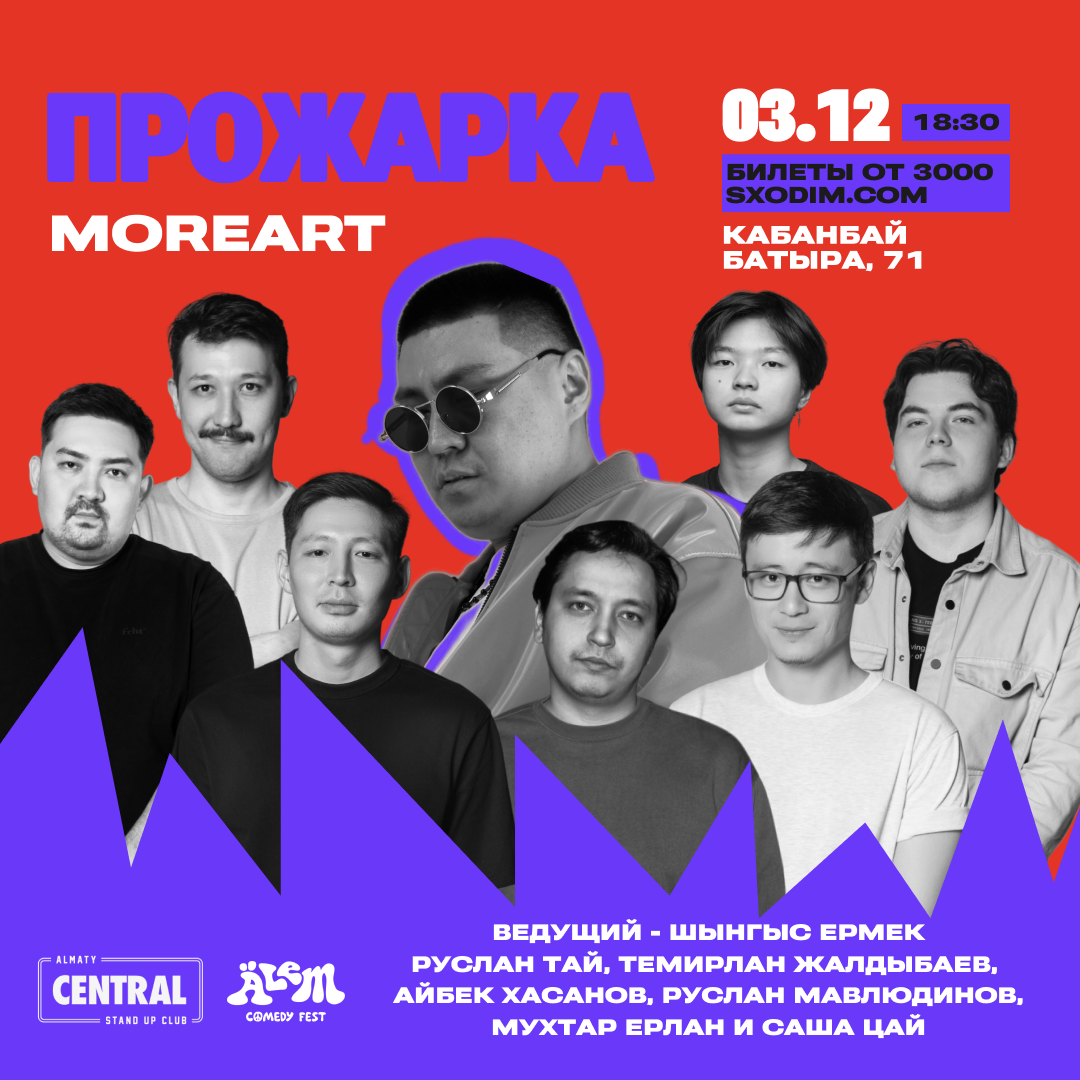 ПРОЖАРКА
MOREART
03.12 18:30
БИЛЕТЫ ОТ 3000
SXODIM.COM
КАБАНБАЙ
БАТЫРА, 71
ВЕДУЩИЙ - ШЫНГЫС ЕРМЕК
РУСЛАН ТАЙ, ТЕМИРЛАН ЖАЛДЫБАЕВ,
АЙБЕК ХАСАНОВ, РУСЛАН МАВЛЮДИНОВ,
МУХТАР ЕРЛАН И САША ЦАЙ
ALMATY
CENTRAL
STAND UP CLUB
ÄLEM
COMEDY FEST